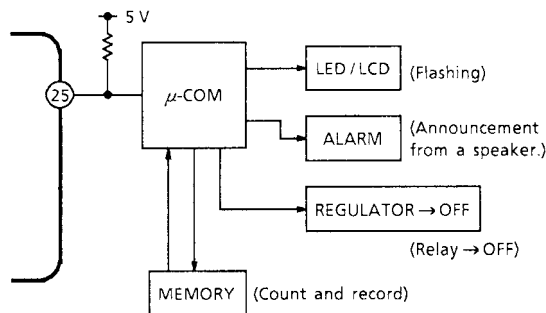 5 V
25
μ-COM
LED / LCD (Flashing)
ALARM (Announcement
from a speaker.)
REGULATOR → OFF
(Relay → OFF)
MEMORY (Count and record)